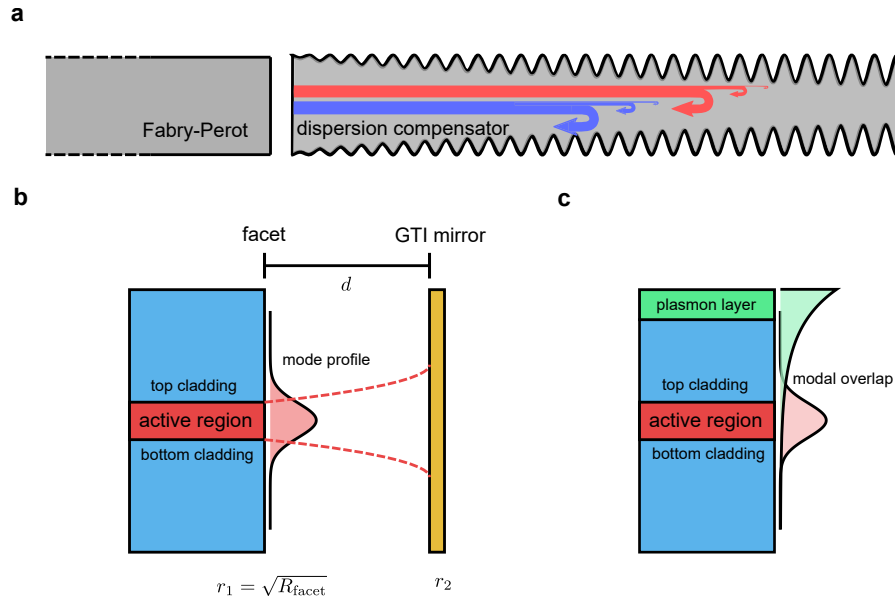 a
Fabry-Perot
dispersion compensator
b
facet
GTI mirror
d
mode profile
top cladding
active region
bottom cladding
r₁ = √R_facet
r₂
c
plasmon layer
top cladding
modal overlap
active region
bottom cladding